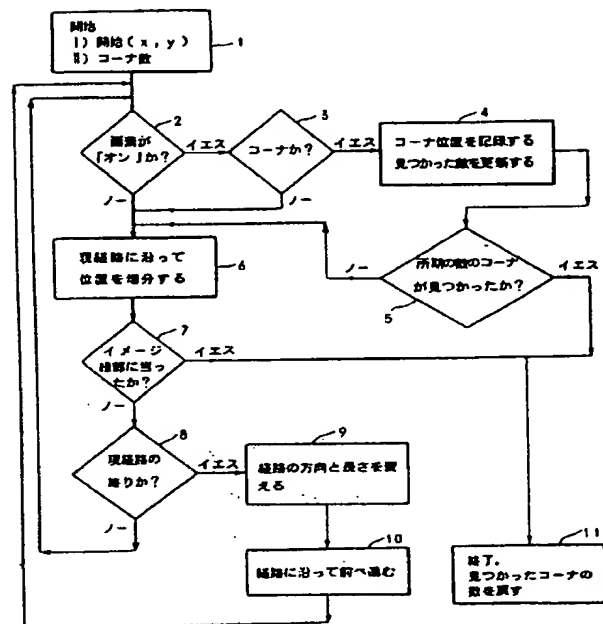 開始
I) 開始(x,y)
II) コーナ数
1
2
画素が
「オン」か?
イエス
ノー
3
コーナか?
イエス
ノー
4
コーナ位置を記録する
見つかった数を更新する
所期の数のコーナ
が見つかったか?
ノー
イエス
5
現経路に沿って
位置を増分する
6
7
イメージ
端部に当っ
たか?
イエス
ノー
8
現経路の
終りか?
イエス
ノー
9
経路の方向と長さを変
える
10
経路に沿って前へ進む
11
終了.
見つかったコーナの
数を戻す